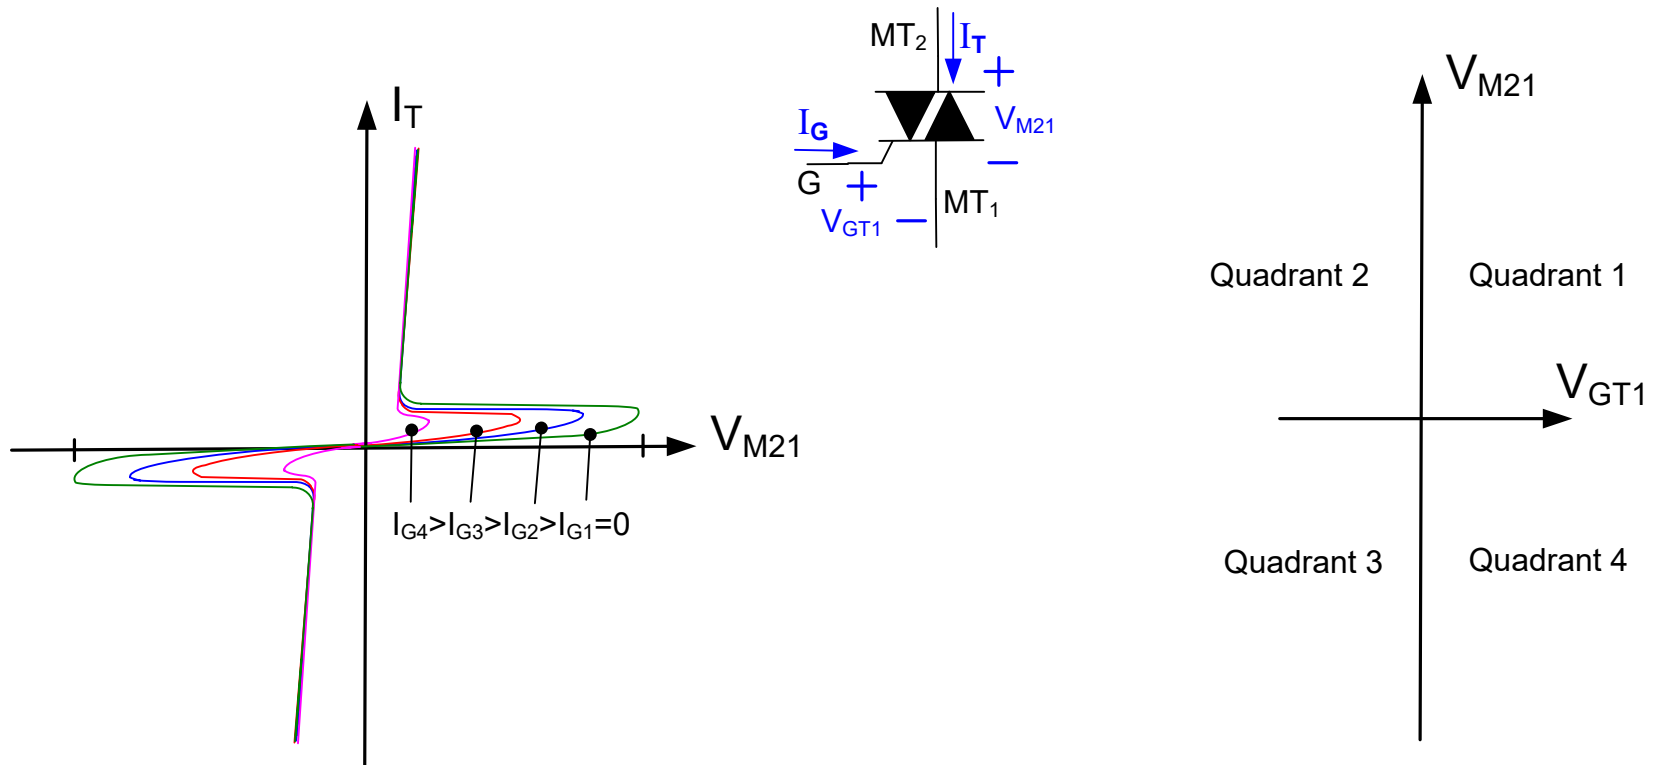 I_T
V_M21
I_G4>I_G3>I_G2>I_G1=0
MT_2
I_T
+
V_M21
−
I_G
G
+
V_GT1
−
MT_1
V_M21
Quadrant 2
Quadrant 1
V_GT1
Quadrant 3
Quadrant 4